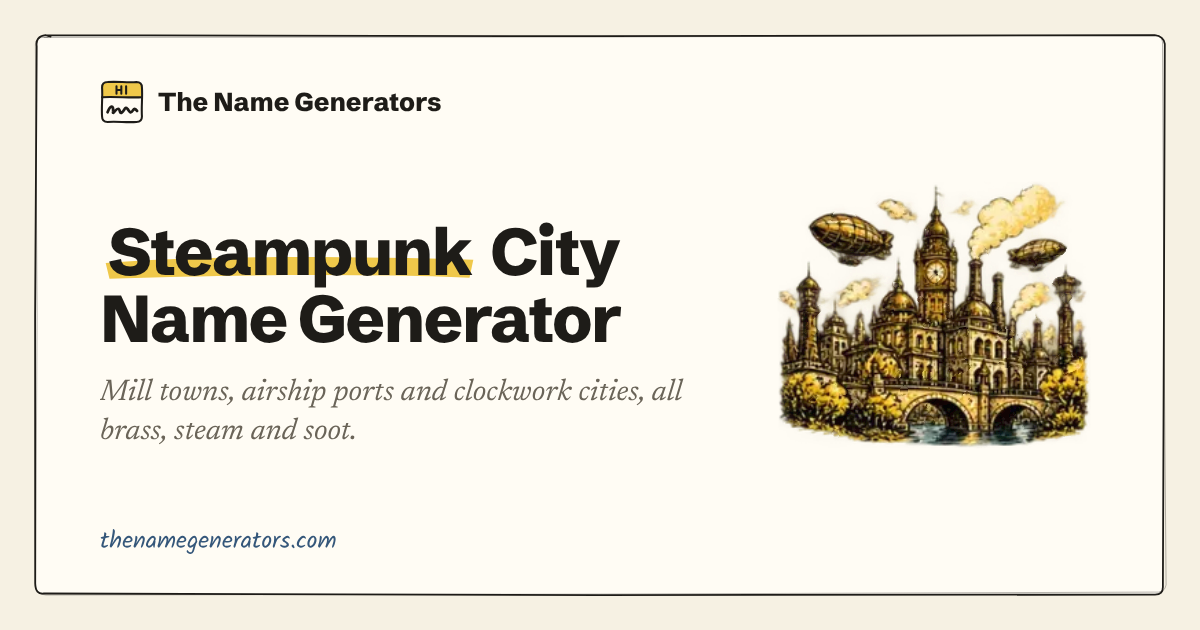 HI
The Name Generators
Steampunk City
Name Generator
Mill towns, airship ports and clockwork cities, all
brass, steam and soot.
thenamegenerators.com